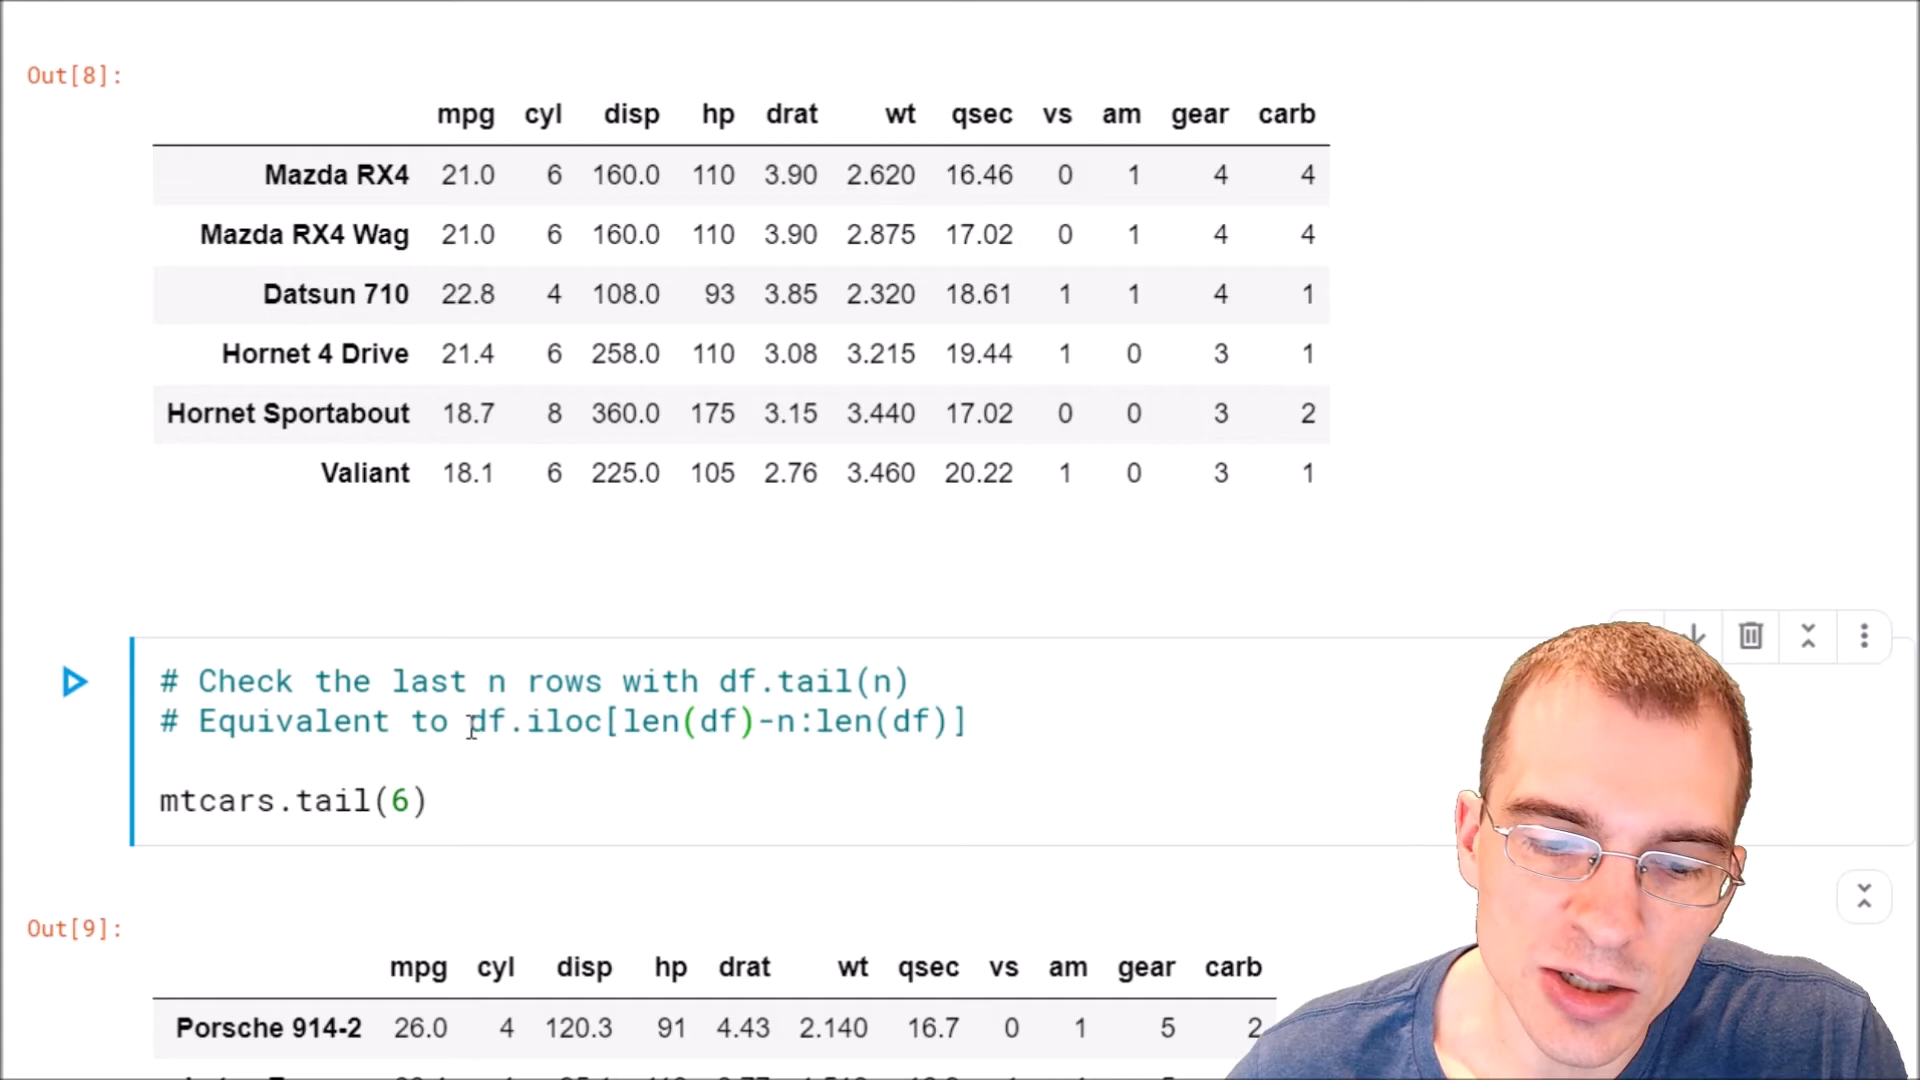 Out[8]:
mpg cyl disp hp drat wt qsec vs am gear carb
Mazda RX4 21.0 6 160.0 110 3.90 2.620 16.46 0 1 4 4
Mazda RX4 Wag 21.0 6 160.0 110 3.90 2.875 17.02 0 1 4 4
Datsun 710 22.8 4 108.0 93 3.85 2.320 18.61 1 1 4 1
Hornet 4 Drive 21.4 6 258.0 110 3.08 3.215 19.44 1 0 3 1
Hornet Sportabout 18.7 8 360.0 175 3.15 3.440 17.02 0 0 3 2
Valiant 18.1 6 225.0 105 2.76 3.460 20.22 1 0 3 1
# Check the last n rows with df.tail(n)
# Equivalent to df.iloc[len(df)-n:len(df)]
mtcars.tail(6)
Out[9]:
mpg cyl disp hp drat wt qsec vs am gear carb
Porsche 914-2 26.0 4 120.3 91 4.43 2.140 16.7 0 1 5 2